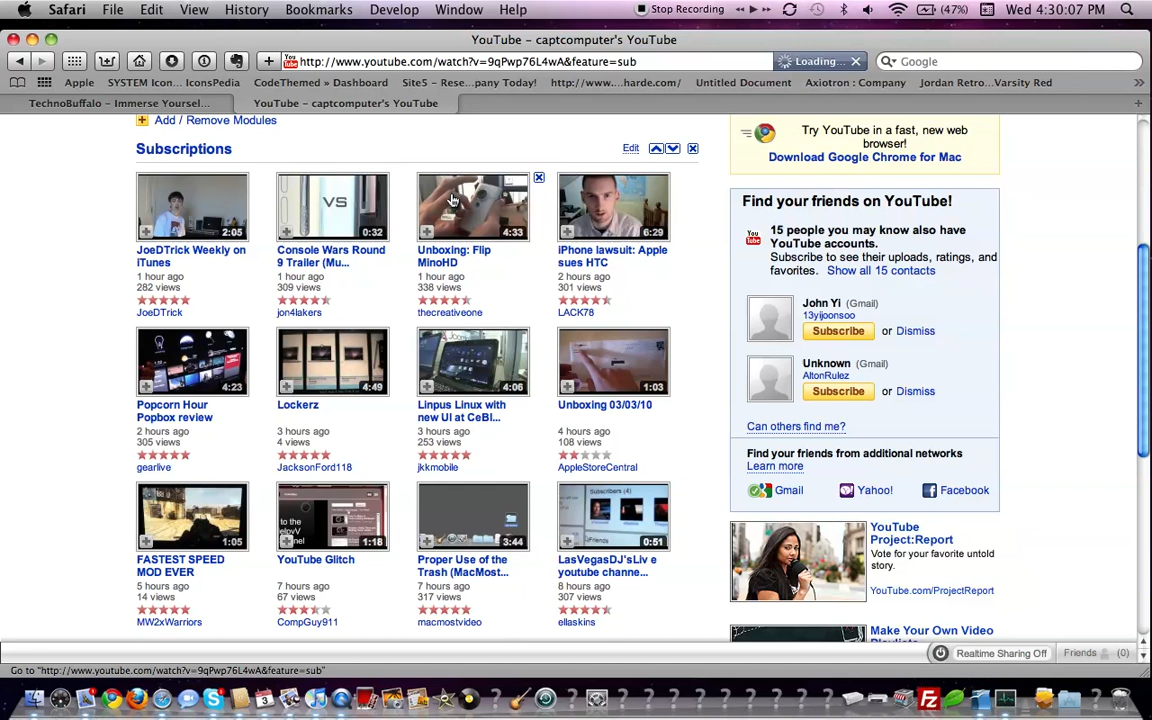 Safari File Edit View History Bookmarks Develop Window Help Stop Recording (47%) Wed 4:30:07 PM
YouTube - captcomputer's YouTube
http://www.youtube.com/watch?v=9qPwp76L4wA&feature=sub Loading... Google
Apple SYSTEM Icon... IconsPedia CodeThemed » Dashboard Site5 - Res...pany Today! http://www....harde.com/ Untitled Document Axiotron : Company Jordan Retro...Varsity Red
TechnoBuffalo - Immerse Yoursel... YouTube - captcomputer's YouTube
Add / Remove Modules
Subscriptions Edit
2:05 VS 0:32 4:33 6:29
JoeDTrick Weekly on iTunes
1 hour ago
282 views
JoeDTrick
Console Wars Round
9 Trailer (Mu...
1 hour ago
309 views
jon4lakers
Unboxing: Flip
MinoHD
1 hour ago
338 views
thecreativeone
iPhone lawsuit: Apple
sues HTC
2 hours ago
301 views
LACK78
4:23 4:49 4:06 1:03
Popcorn Hour
Popbox review
2 hours ago
305 views
gearlive
Lockerz
3 hours ago
4 views
JacksonFord118
Linpus Linux with
new UI at CeBI...
3 hours ago
253 views
jkkmobile
Unboxing 03/03/10
4 hours ago
108 views
AppleStoreCentral
1:05 1:18 3:44 0:51
FASTEST SPEED
MOD EVER
5 hours ago
14 views
MW2xWarriors
YouTube Glitch
7 hours ago
67 views
CompGuy911
Proper Use of the
Trash (MacMost...
7 hours ago
317 views
macmostvideo
LasVegasDJ'sLiv e
youtube channe...
8 hours ago
307 views
ellaskins
Try YouTube in a fast, new web
browser!
Download Google Chrome for Mac
Find your friends on YouTube!
15 people you may know also have
YouTube accounts.
Subscribe to see their uploads, ratings, and
favorites. Show all 15 contacts
John Yi (Gmail)
13yijoonsoo
Subscribe or Dismiss
Unknown (Gmail)
AltonRulez
Subscribe or Dismiss
Can others find me?
Find your friends from additional networks
Learn more
Gmail Yahoo! Facebook
YouTube
Project:Report
Vote for your favorite untold
story.
YouTube.com/ProjectReport
Make Your Own Video
Realtime Sharing Off Friends (0)
Go to "http://www.youtube.com/watch?v=9qPwp76L4wA&feature=sub"